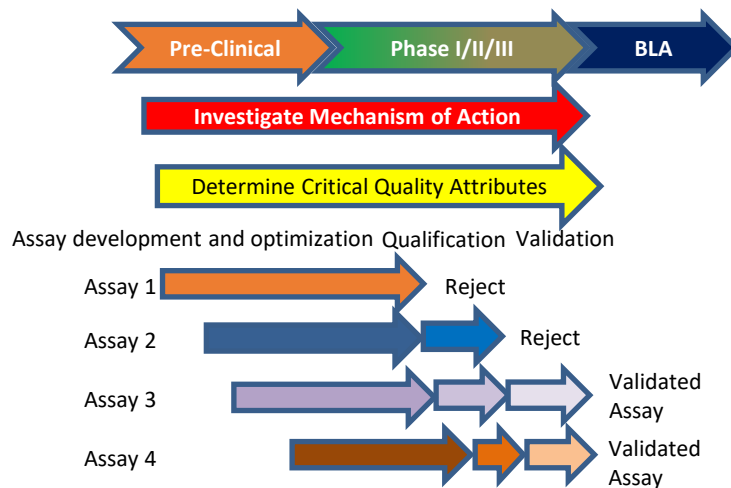 Pre-Clinical Phase I/II/III BLA
Investigate Mechanism of Action
Determine Critical Quality Attributes
Assay development and optimization Qualification Validation
Assay 1 Reject
Assay 2 Reject
Assay 3 Validated
Assay
Assay 4 Validated
Assay